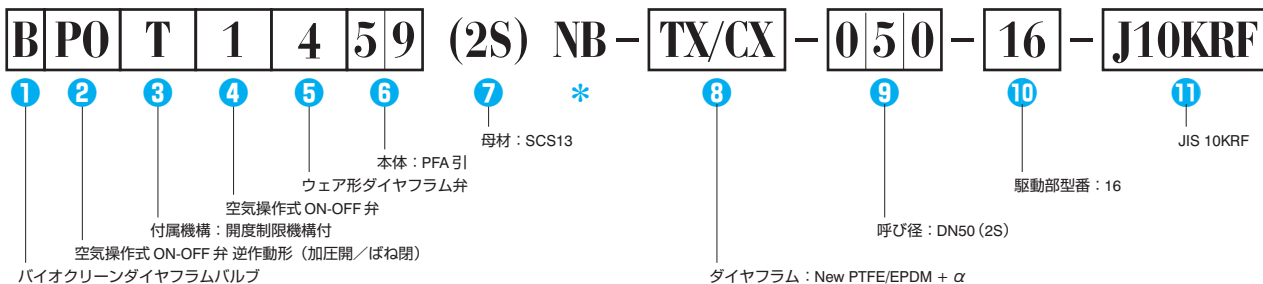 B PO T 1 4 5 9 (2S) NB – TX/CX – 0 5 0 – 16 – J10KRF
1 2 3 4 5 6 7 * 8 9 10 11
母材：SCS13
JIS 10KRF
本体：PFA 引
ウェア形ダイヤフラム弁
駆動部型番：16
空気操作式 ON-OFF 弁
付属機構：開度制限機構付
呼び径：DN50 (2S)
空気操作式 ON-OFF 弁 逆作動形（加圧開／ばね閉）
バイオクリーンダイヤフラムバルブ
ダイヤフラム：New PTFE/EPDM + α